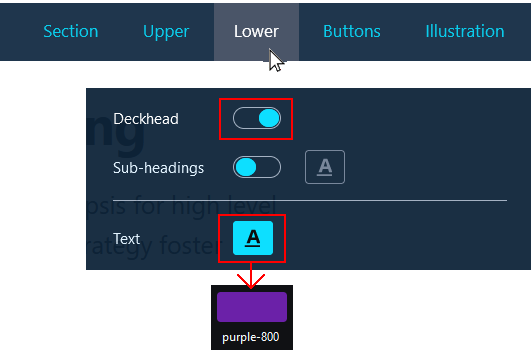 Section Upper Lower Buttons Illustration
Deckhead
ng
Sub-headings A
psis for high level
Text A
rategy foster
purple-800